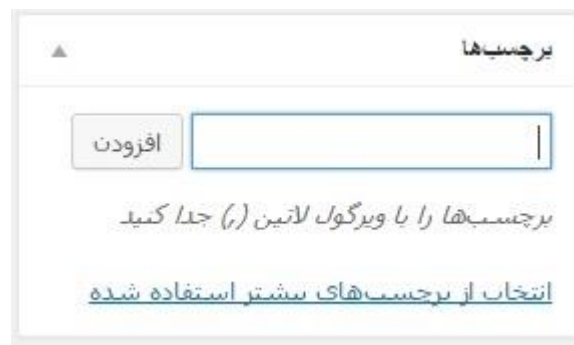 برچسب‌ها
افزودن
برچسب‌ها را با ویرگول لاتین (,) جدا کنید
انتخاب از برچسب‌های بیشتر استفاده شده